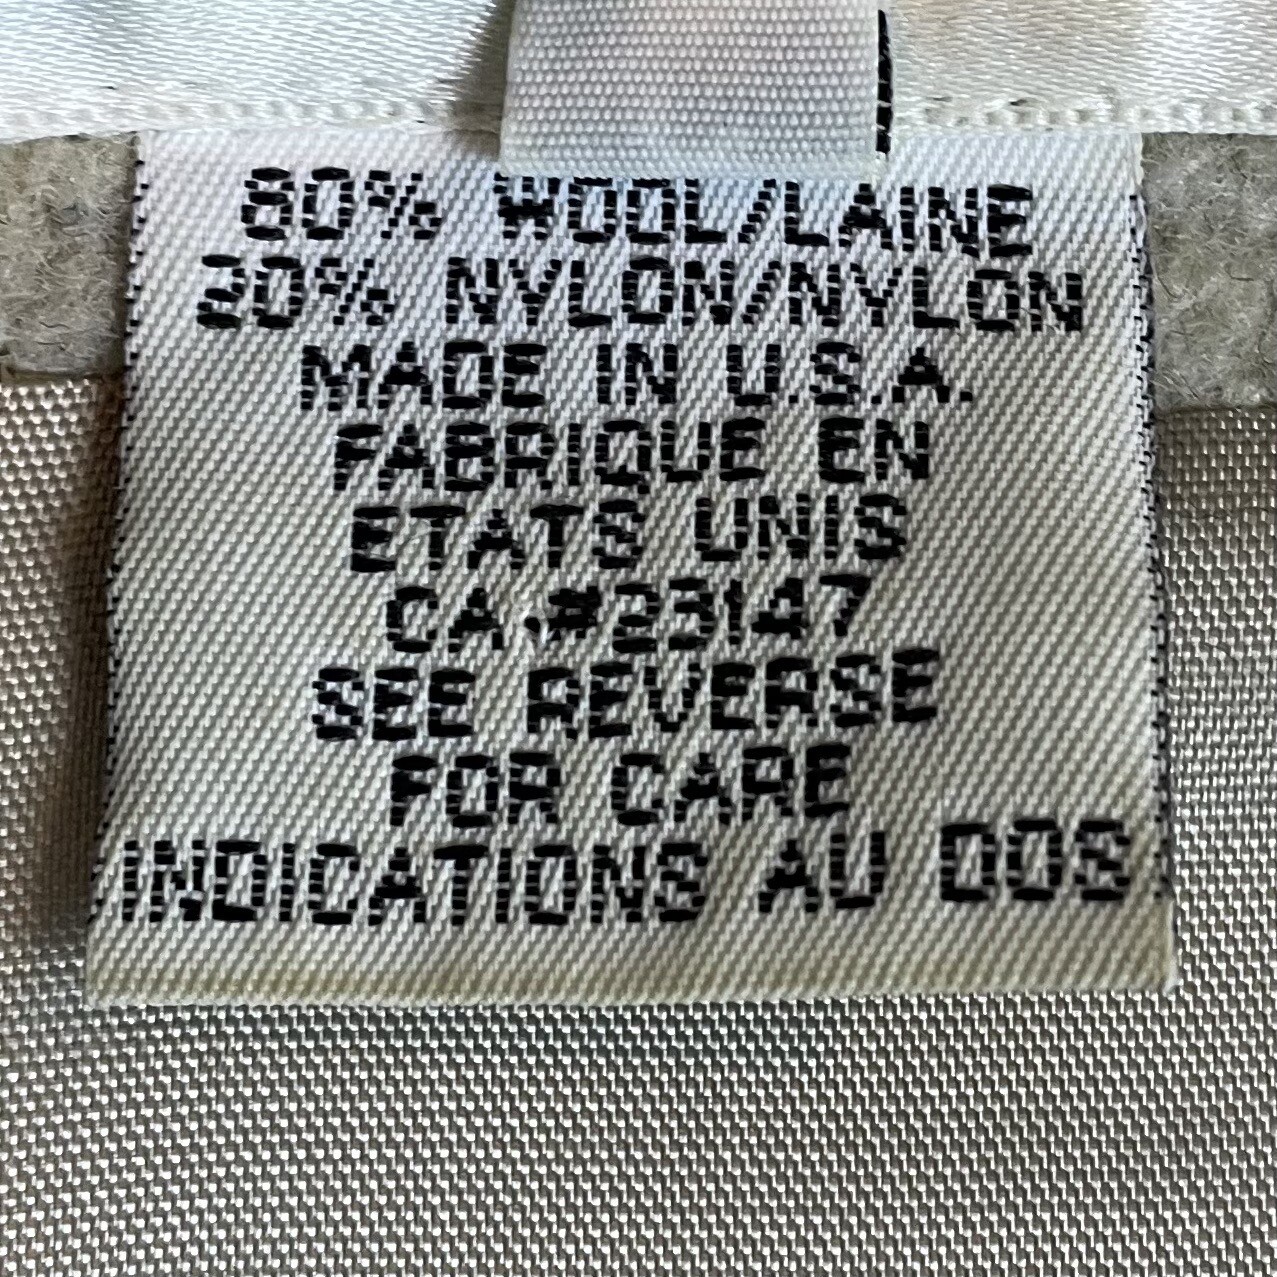 80% WOOL/LAINE
20% NYLON/NYLON
MADE IN U.S.A.
FABRIQUE EN
ETATS UNIS
CA.#23147
SEE REVERSE
FOR CARE
INDICATIONS AU DOS